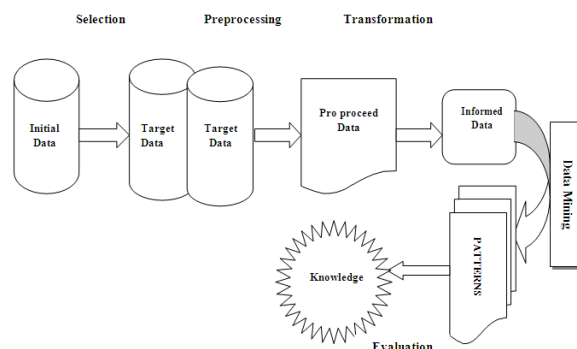 Selection Preprocessing Transformation
Initial
Data
Target
Data
Target
Data
Pro proceed
Data
Informed
Data
Data Mining
PATTERNS
Knowledge
Evaluation